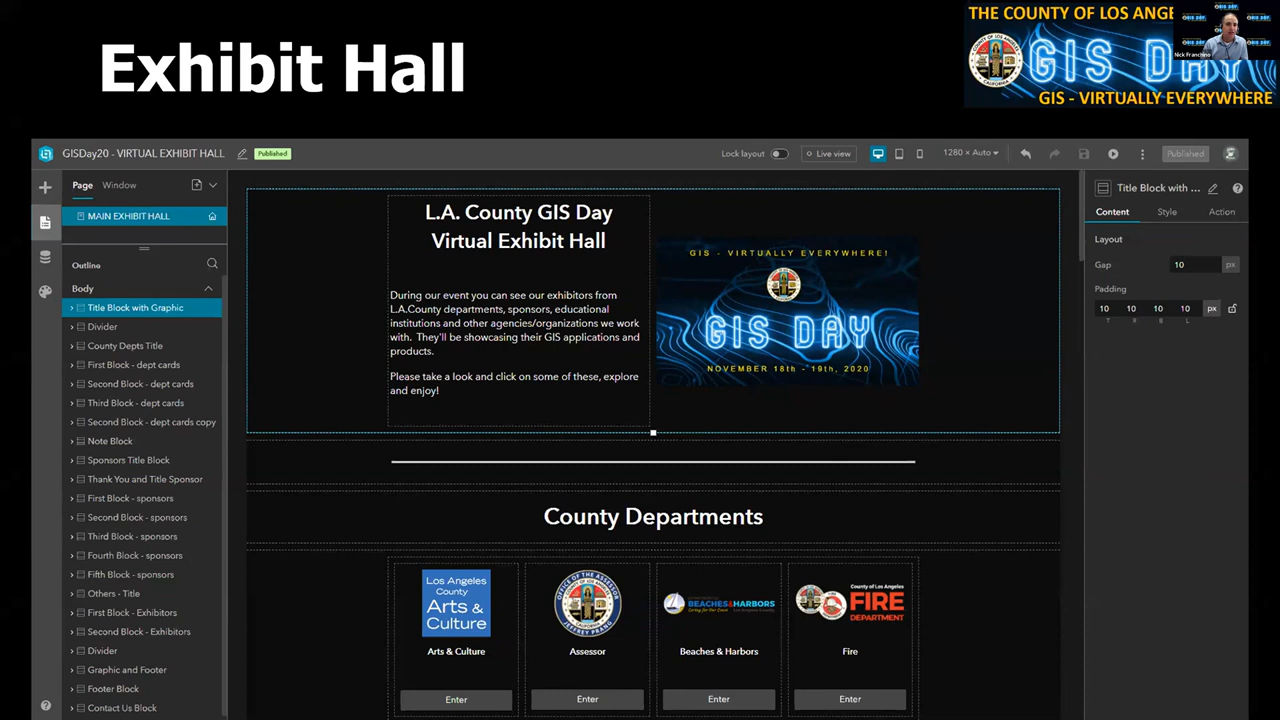 Exhibit Hall
THE COUNTY OF LOS ANGE
GIS DAY
GIS - VIRTUALLY EVERYWHERE
Nick Franchino
GISDay20 - VIRTUAL EXHIBIT HALL
Published
Lock layout
Live view
1280 × Auto
Published
Page
Window
MAIN EXHIBIT HALL
Outline
Body
Title Block with Graphic
Divider
County Depts Title
First Block - dept cards
Second Block - dept cards
Third Block - dept cards
Second Block - dept cards copy
Note Block
Sponsors Title Block
Thank You and Title Sponsor
First Block - sponsors
Second Block - sponsors
Third Block - sponsors
Fourth Block - sponsors
Fifth Block - sponsors
Others - Title
First Block - Exhibitors
Second Block - Exhibitors
Divider
Graphic and Footer
Footer Block
Contact Us Block
L.A. County GIS Day
Virtual Exhibit Hall
During our event you can see our exhibitors from
L.A.County departments, sponsors, educational
institutions and other agencies/organizations we work
with. They'll be showcasing their GIS applications and
products.
Please take a look and click on some of these, explore
and enjoy!
GIS - VIRTUALLY EVERYWHERE!
GIS DAY
NOVEMBER 18th - 19th, 2020
County Departments
Los Angeles
County
Arts &
Culture
Arts & Culture
Enter
OFFICE OF THE ASSESSOR
JEFFREY PRANG
Assessor
Enter
BEACHES&HARBORS
Beaches & Harbors
Enter
County of Los Angeles
FIRE
DEPARTMENT
Fire
Enter
Title Block with ...
Content
Style
Action
Layout
Gap
10
px
Padding
10 10 10 10 px
T R B L